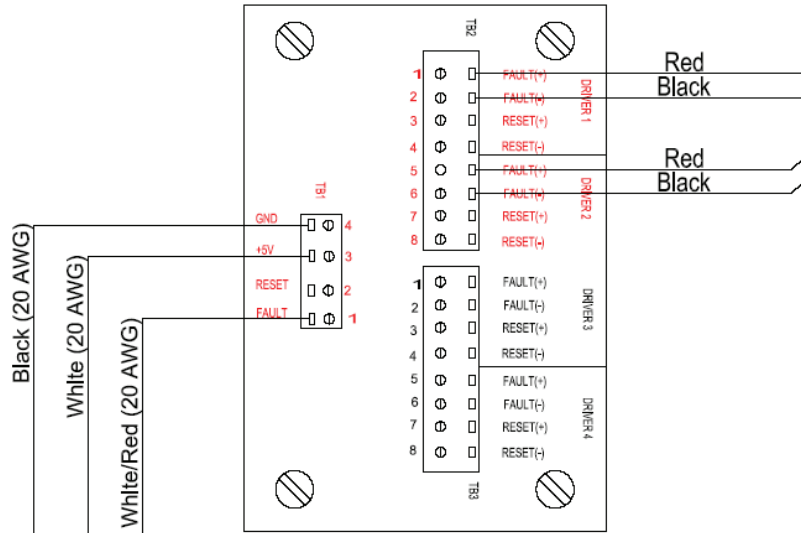 TB2
1 FAULT(+) Red
2 FAULT(-) Black
3 RESET(+)
4 RESET(-)
DRIVER 1
5 FAULT(+) Red
6 FAULT(-) Black
7 RESET(+)
8 RESET(-)
DRIVER 2
TB1
GND 4
+5V 3
RESET 2
FAULT 1
Black (20 AWG)
White (20 AWG)
White/Red (20 AWG)
1 FAULT(+)
2 FAULT(-)
3 RESET(+)
4 RESET(-)
DRIVER 3
5 FAULT(+)
6 FAULT(-)
7 RESET(+)
8 RESET(-)
DRIVER 4
TB3